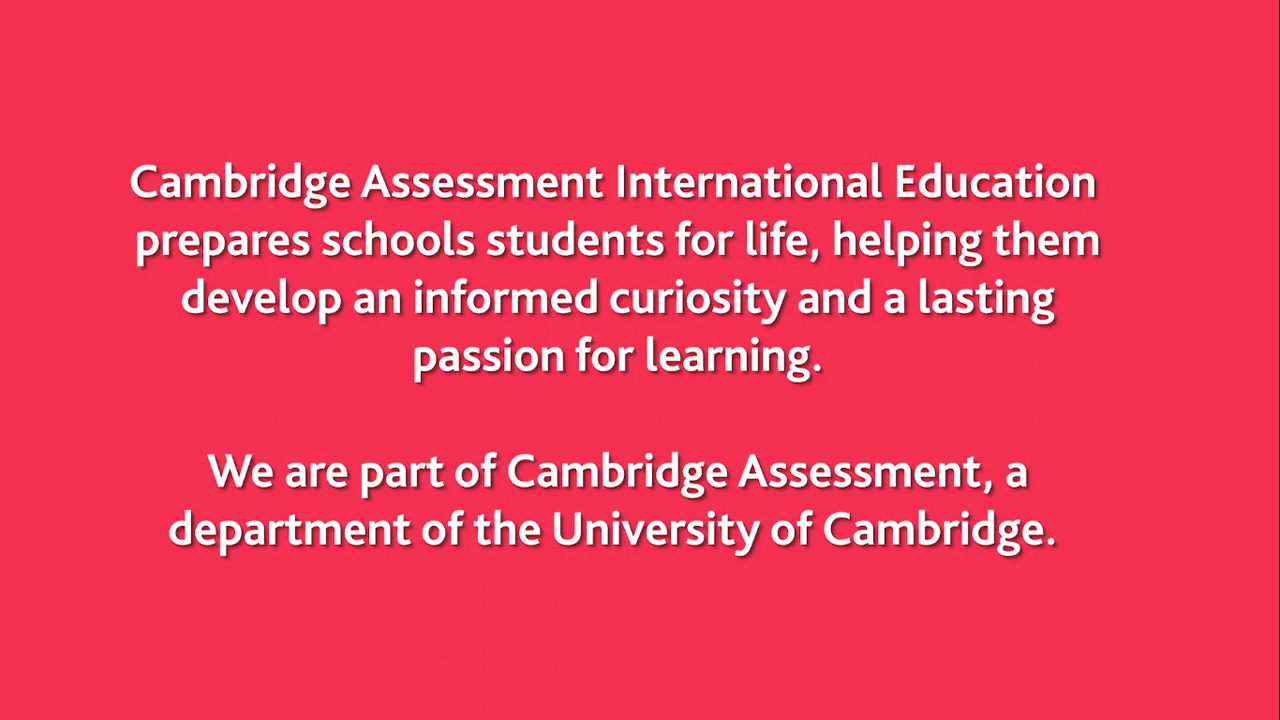 Cambridge Assessment International Education
prepares schools students for life, helping them
develop an informed curiosity and a lasting
passion for learning.
We are part of Cambridge Assessment, a
department of the University of Cambridge.